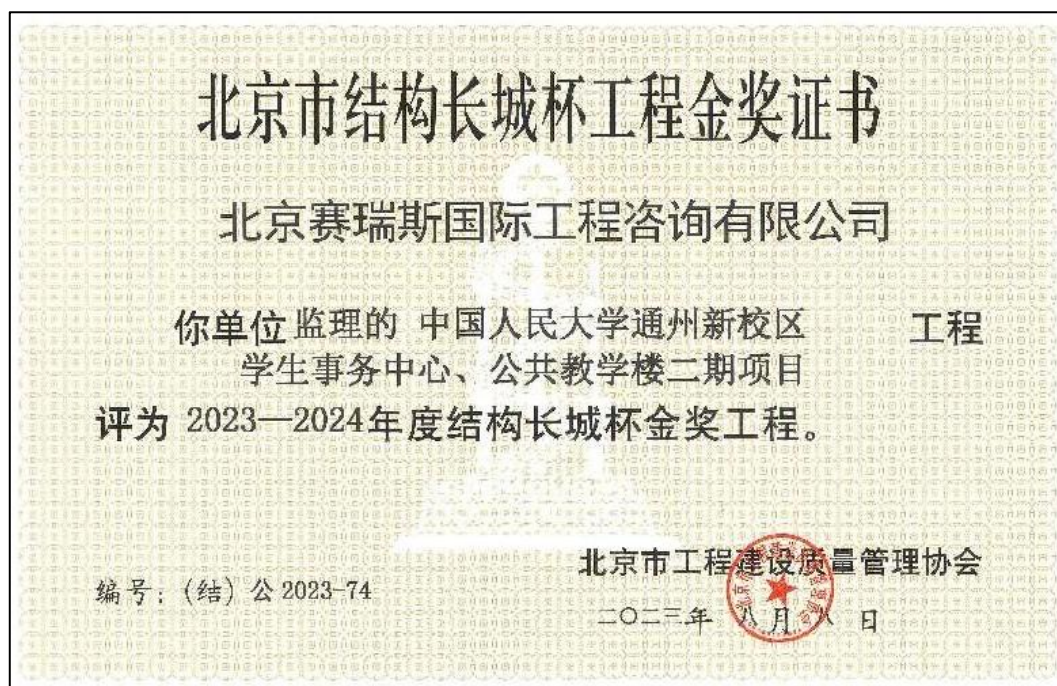 北京市结构长城杯工程金奖证书
北京赛瑞斯国际工程咨询有限公司
你单位监理的 中国人民大学通州新校区 工程
学生事务中心、公共教学楼二期项目
评为 2023—2024年度结构长城杯金奖工程。
北京市工程建设质量管理协会
编号：（结）公 2023-74
二〇二三年 八月八日